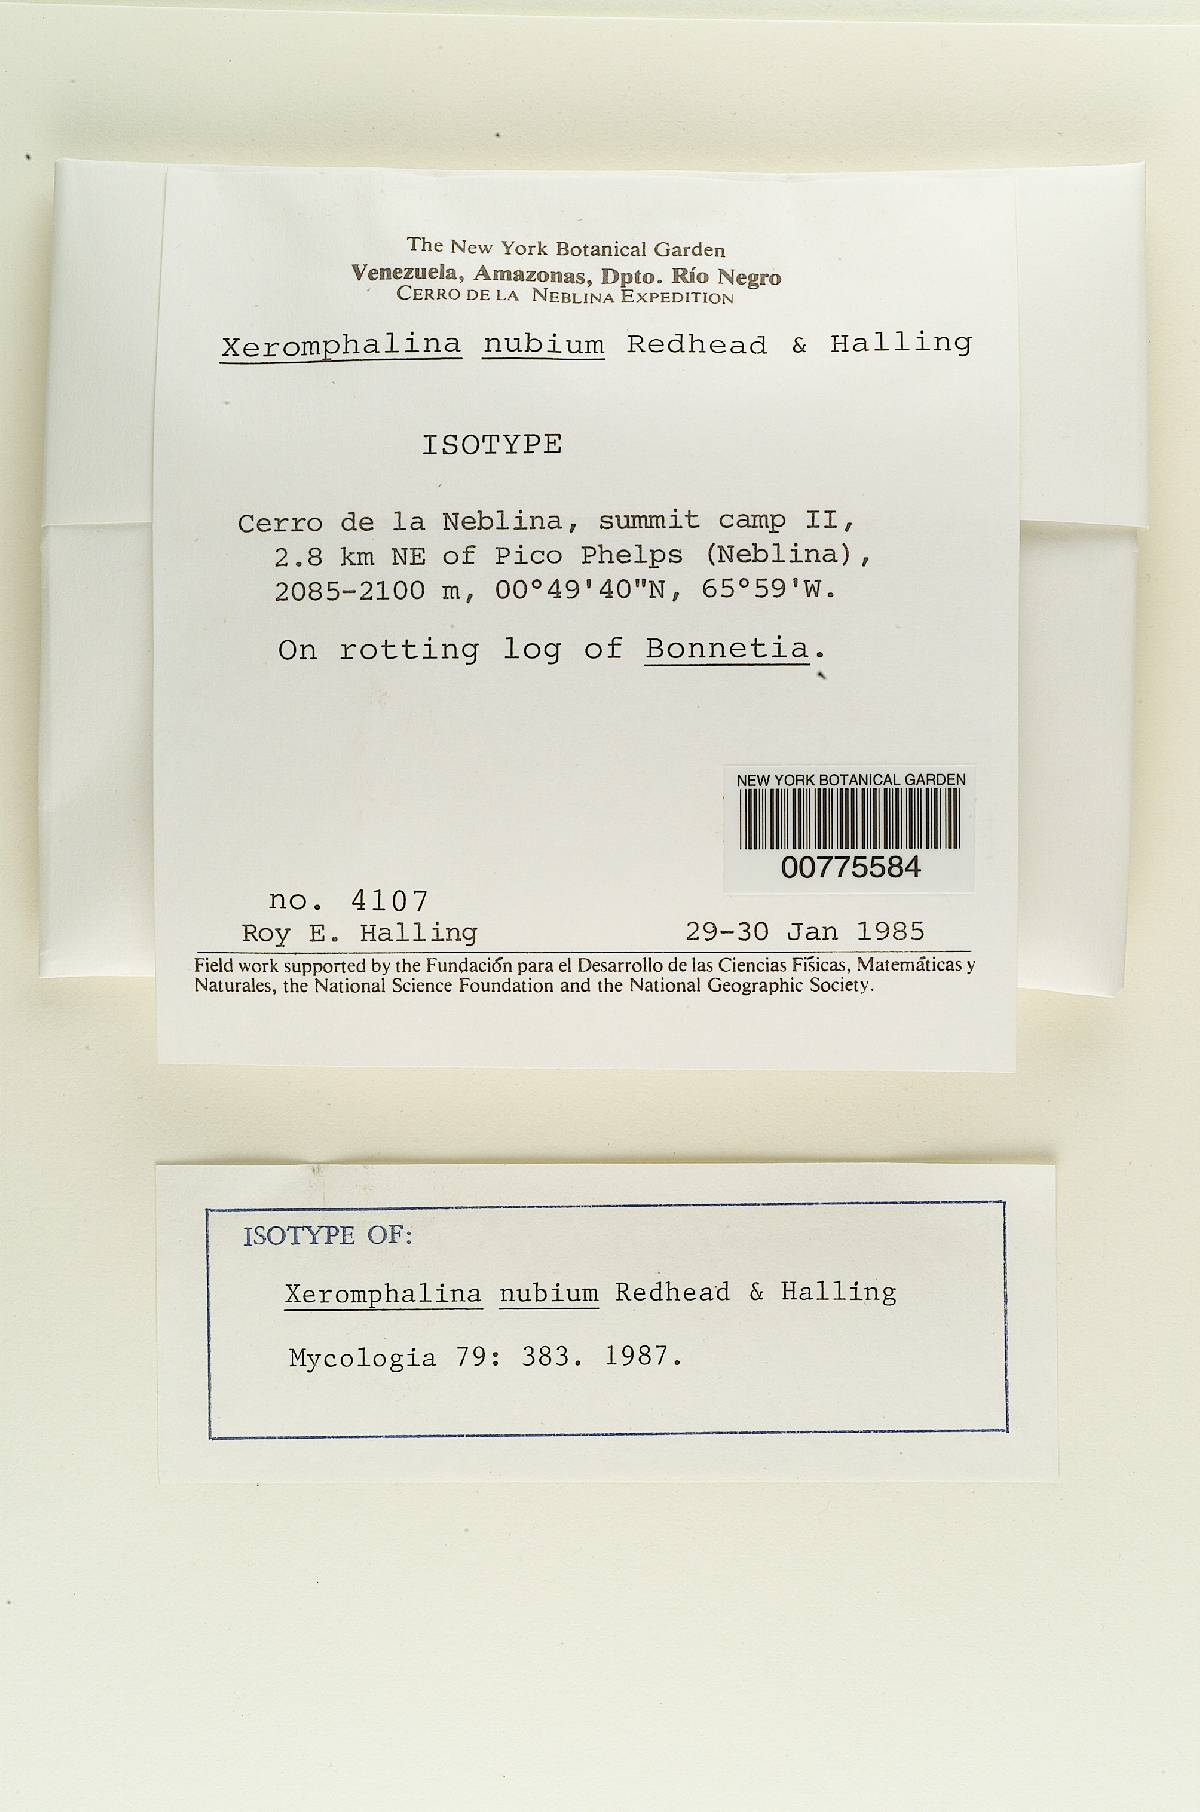 The New York Botanical Garden
Venezuela, Amazonas, Dpto. Río Negro
CERRO DE LA NEBLINA EXPEDITION
Xeromphalina nubium Redhead & Halling
ISOTYPE
Cerro de la Neblina, summit camp II,
2.8 km NE of Pico Phelps (Neblina),
2085-2100 m, 00°49'40"N, 65°59'W.
On rotting log of Bonnetia.
NEW YORK BOTANICAL GARDEN
00775584
no. 4107
Roy E. Halling 29-30 Jan 1985
Field work supported by the Fundación para el Desarrollo de las Ciencias Físicas, Matemáticas y
Naturales, the National Science Foundation and the National Geographic Society.
ISOTYPE OF:
Xeromphalina nubium Redhead & Halling
Mycologia 79: 383. 1987.